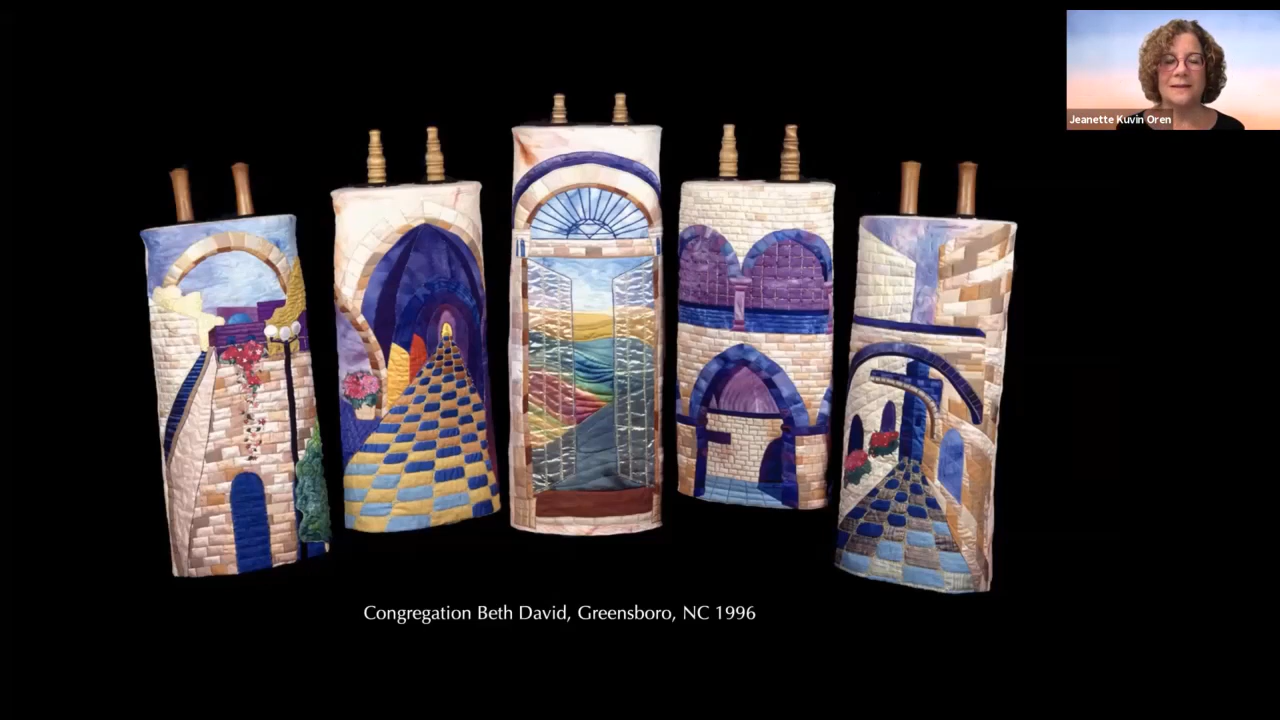 Jeanette Kuvin Oren
Congregation Beth David, Greensboro, NC 1996